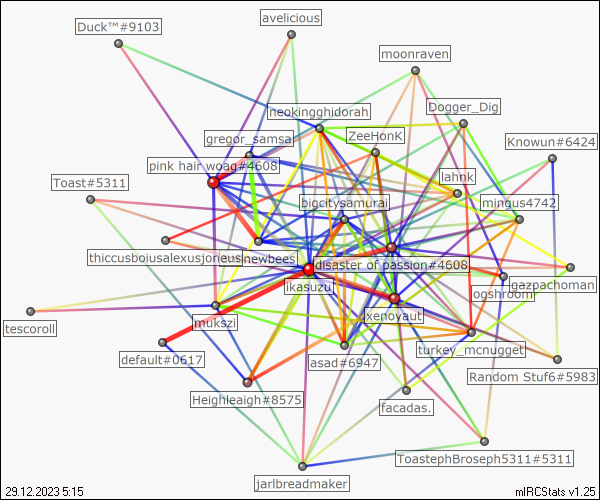 Duck™#9103
avelicious
moonraven
neokingghidorah
Dogger_Dig
gregor_samsa
ZeeHonK
Knowun#6424
pink hair woag#4608
lahnk
Toast#5311
bigcitysamurai
mingus4742
thiccusboiusalexusjoneus
newbees
disaster of passion#4608
gazpachoman
ikasuzu
ogshroom
tescoroll
mukszi
xenoyaut
default#0617
asad#6947
turkey_mcnugget
Random Stuf6#5983
Heighleaigh#8575
facadas.
ToastephBroseph5311#5311
jarlbreadmaker
29.12.2023 5:15
mIRCStats v1.25